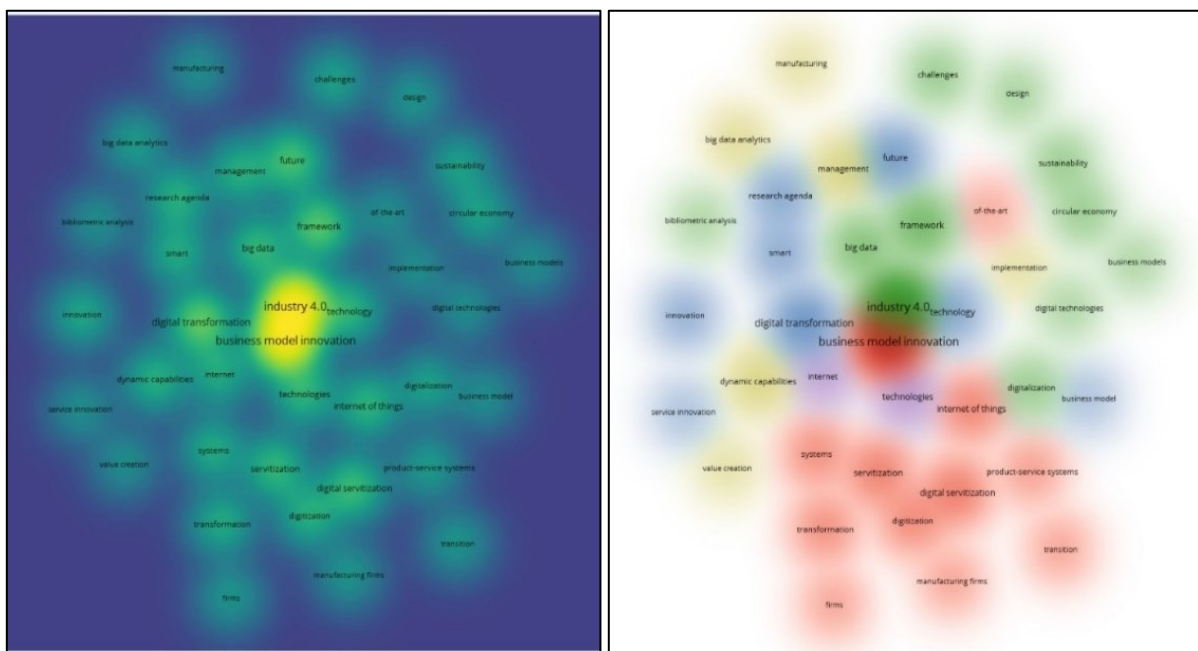 manufacturing
challenges
design
big data analytics
future
management
sustainability
research agenda
bibliometric analysis
of-the-art
circular economy
framework
big data
smart
business models
implementation
industry 4.0
technology
digital technologies
innovation
digital transformation
business model innovation
internet
dynamic capabilities
digitalization
technologies
business model
internet of things
service innovation
systems
value creation
servitization
product-service systems
digital servitization
digitization
transformation
transition
manufacturing firms
firms
manufacturing
challenges
design
big data analytics
future
management
sustainability
research agenda
bibliometric analysis
of-the-art
circular economy
framework
big data
smart
business models
implementation
industry 4.0
technology
digital technologies
innovation
digital transformation
business model innovation
internet
dynamic capabilities
digitalization
technologies
business model
internet of things
service innovation
systems
value creation
servitization
product-service systems
digital servitization
digitization
transformation
transition
manufacturing firms
firms